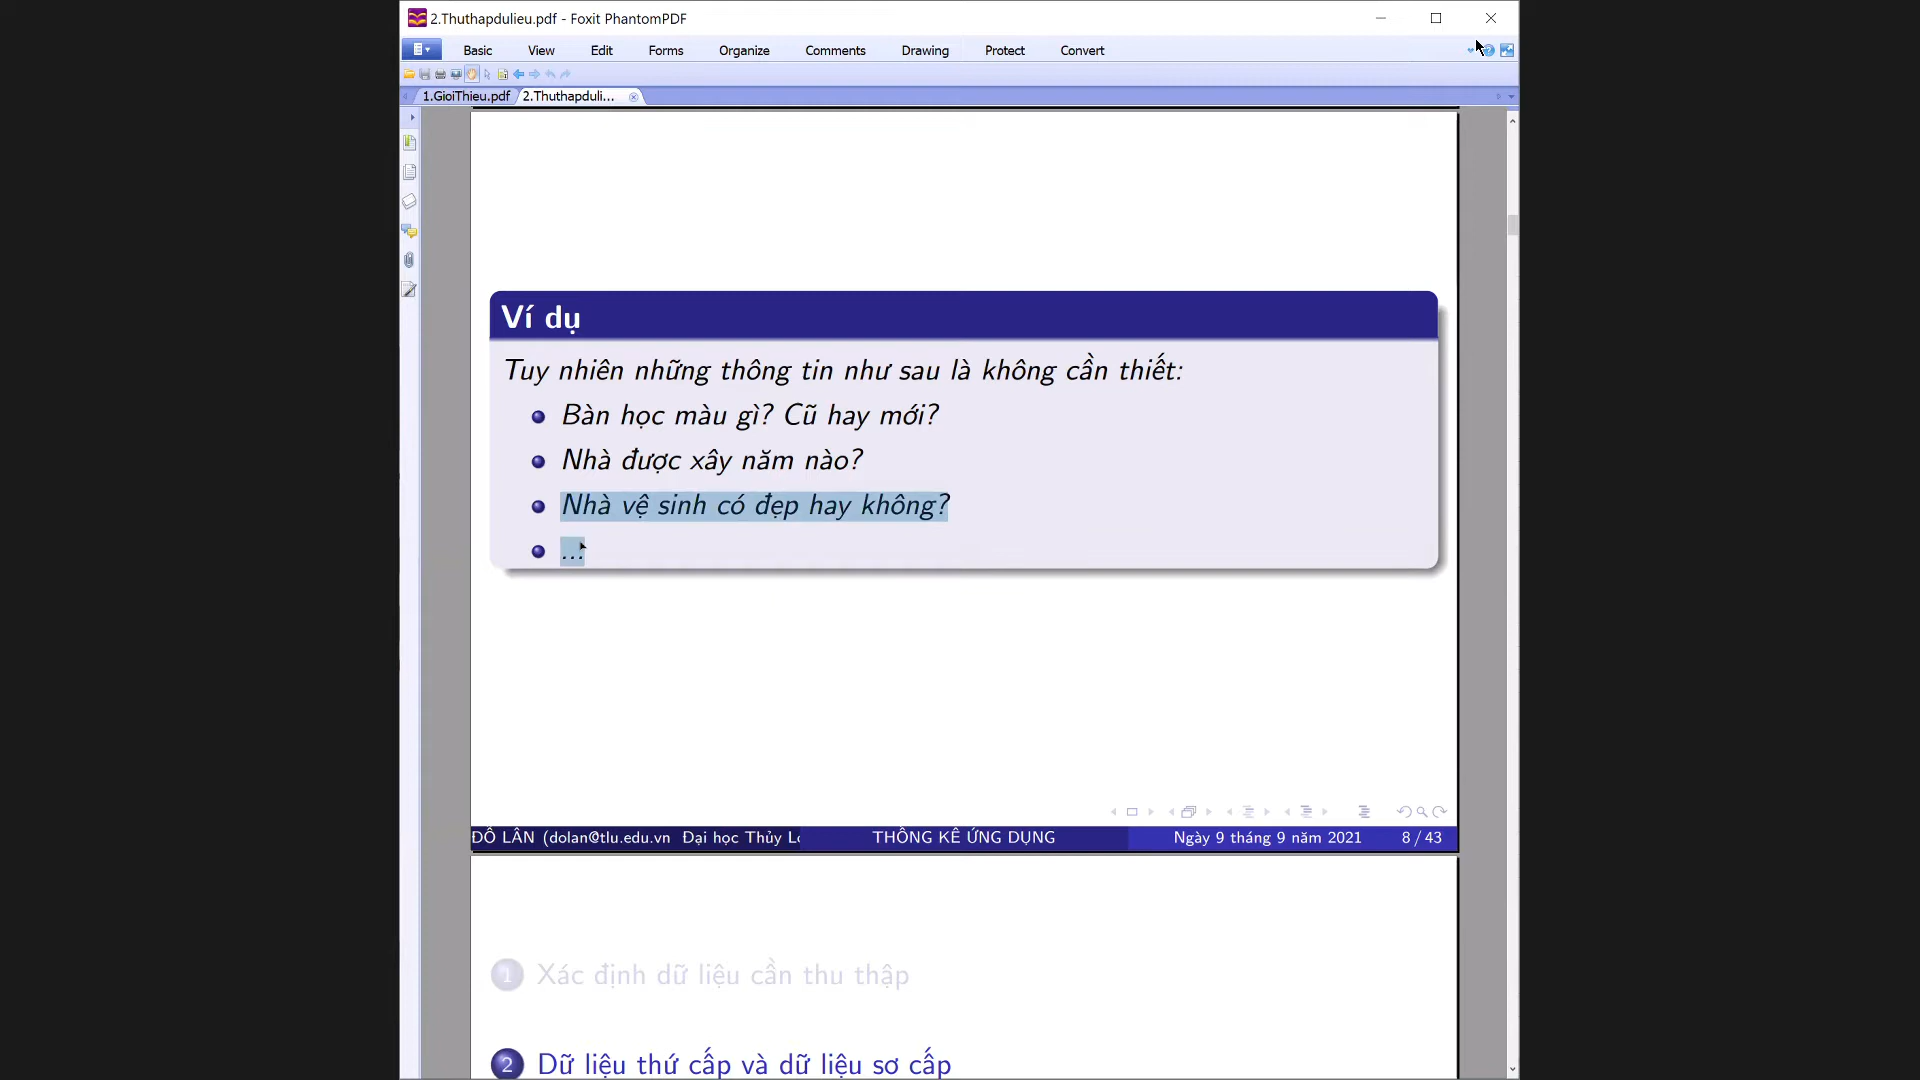 2.Thuthapdulieu.pdf - Foxit PhantomPDF
Basic View Edit Forms Organize Comments Drawing Protect Convert
1.GioiThieu.pdf 2.Thuthapduli...
Ví dụ
Tuy nhiên những thông tin như sau là không cần thiết:
Bàn học màu gì? Cũ hay mới?
Nhà được xây năm nào?
Nhà vệ sinh có đẹp hay không?
...
ĐỖ LÂN (dolan@tlu.edu.vn Đại học Thủy Lo THỐNG KÊ ỨNG DỤNG Ngày 9 tháng 9 năm 2021 8 / 43
1 Xác định dữ liệu cần thu thập
2 Dữ liệu thứ cấp và dữ liệu sơ cấp